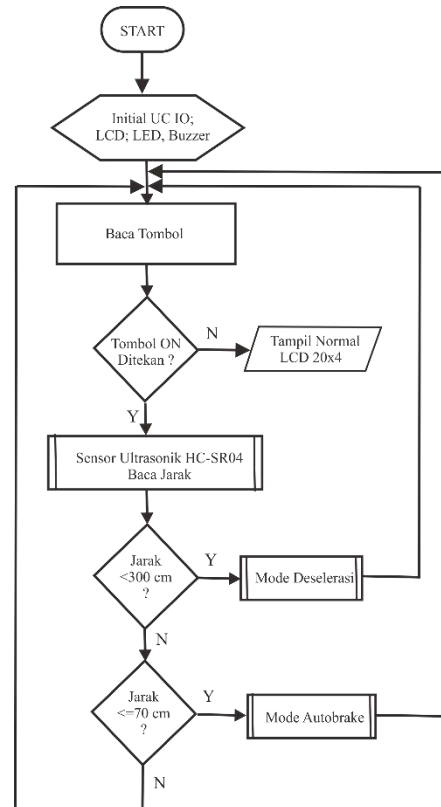 START
Initial UC IO;
LCD; LED, Buzzer
Baca Tombol
Tombol ON
Ditekan ?
N
Tampil Normal
LCD 20x4
Y
Sensor Ultrasonik HC-SR04
Baca Jarak
Jarak
<300 cm
?
Y
Mode Deselerasi
N
Jarak
<=70 cm
?
Y
Mode Autobrake
N